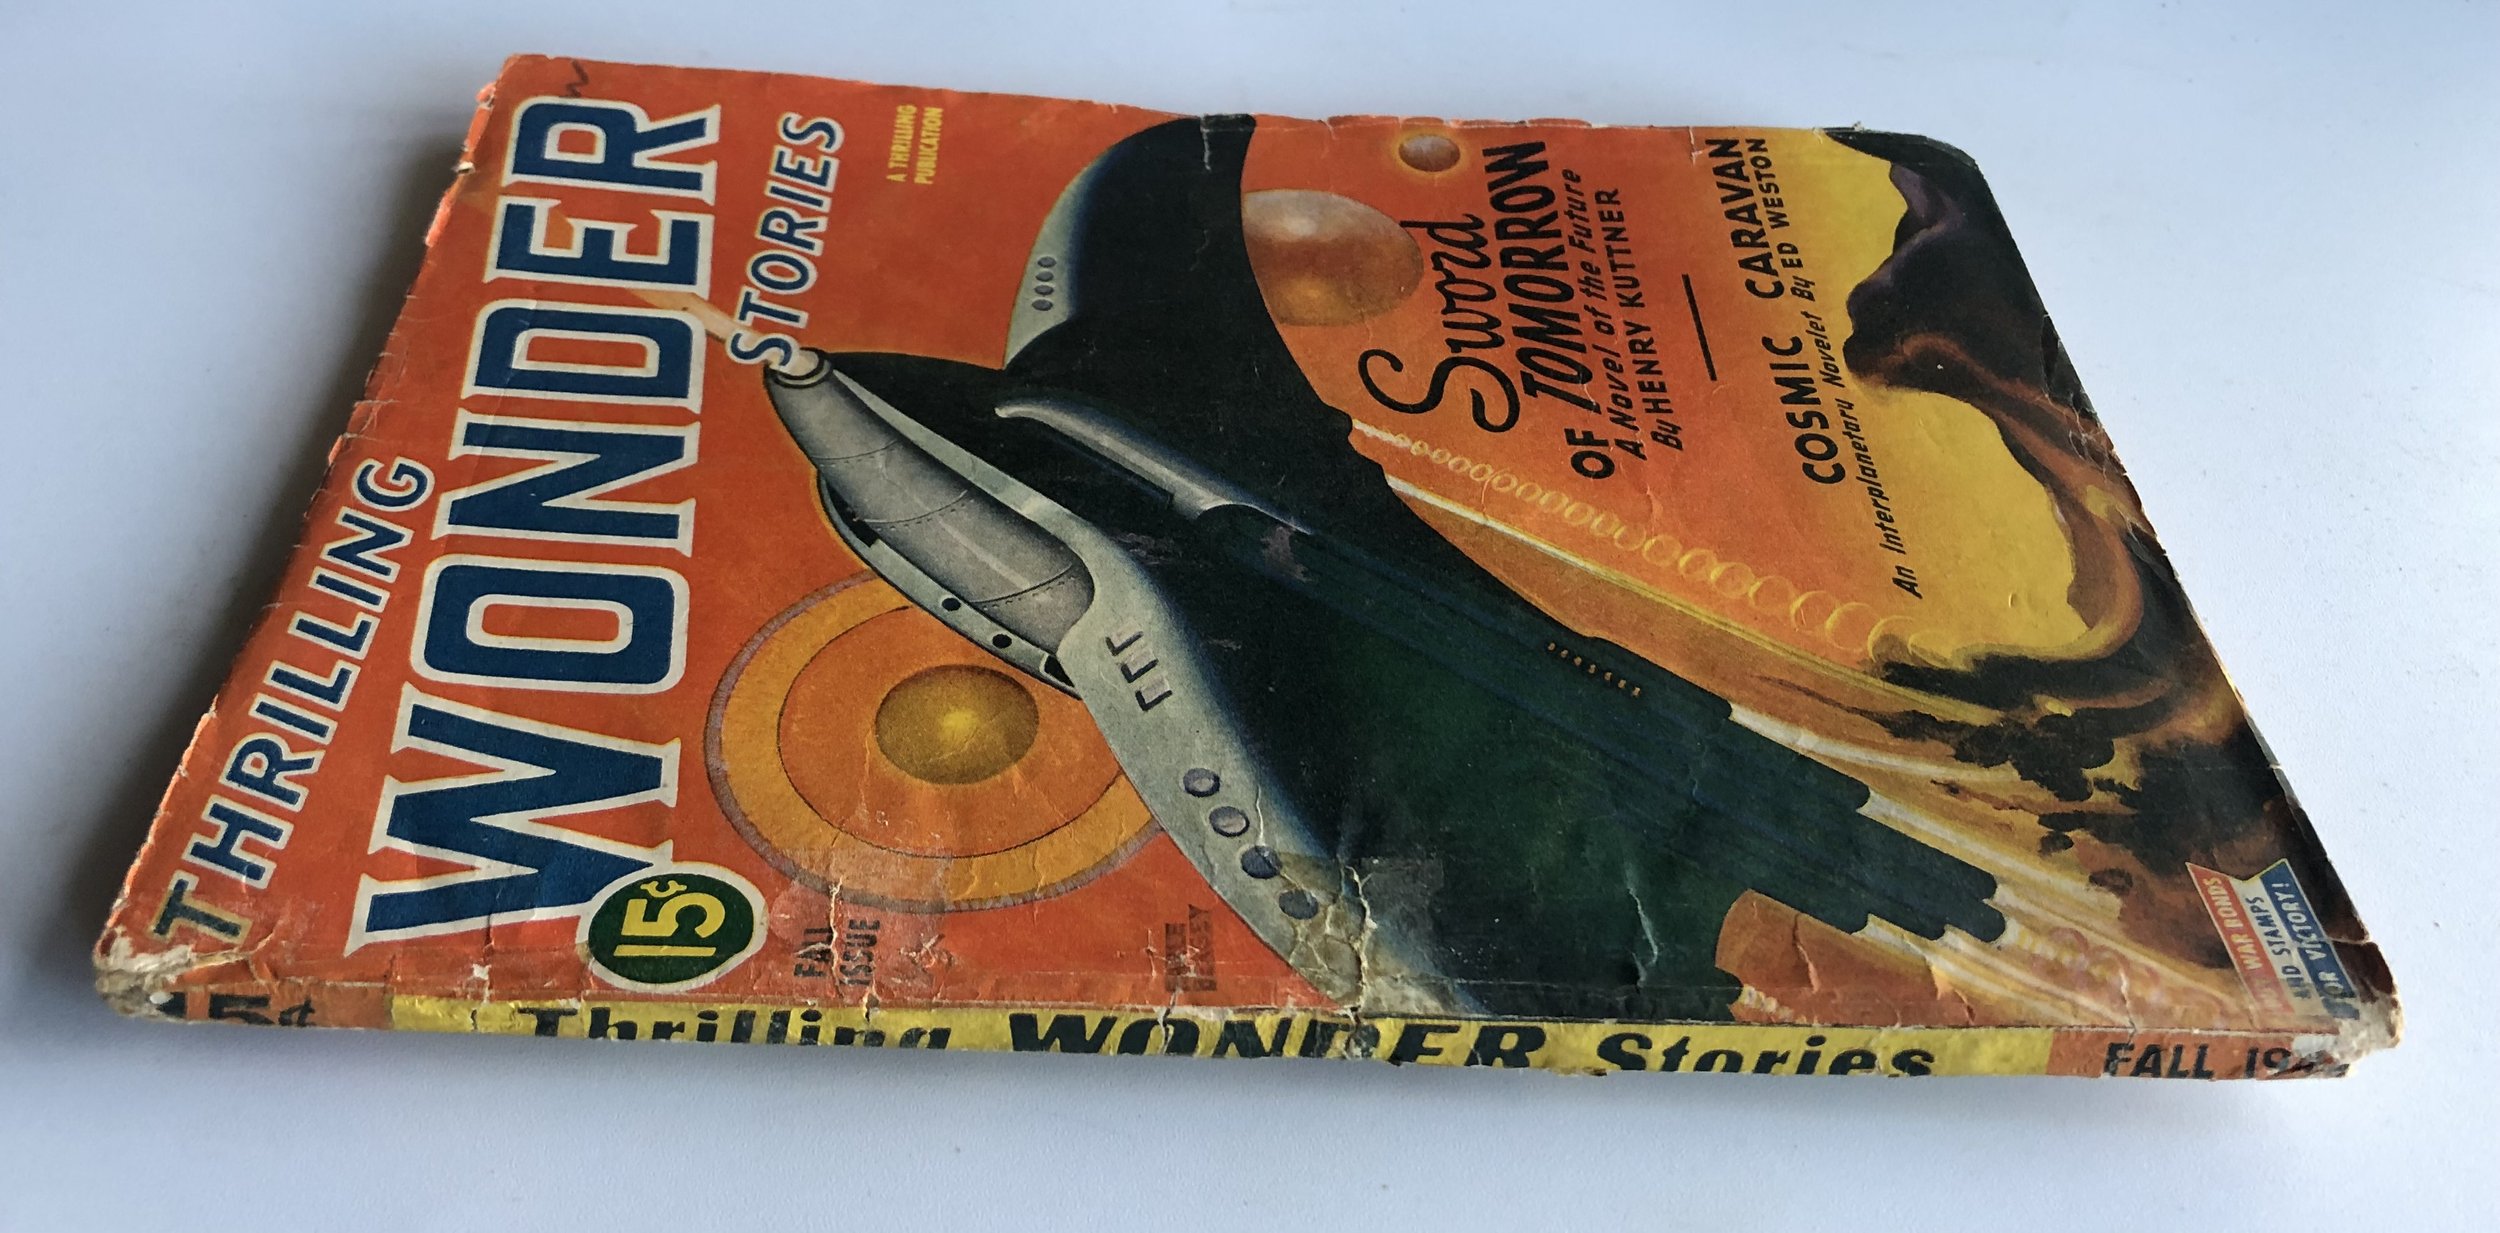 THRILLING
WONDER
STORIES
15¢
FALL
ISSUE
A THRILLING
PUBLICATION
Sword
OF TOMORROW
A Novel of the Future
By HENRY KUTTNER
COSMIC CARAVAN
An Interplanetary Novelet By ED WESTON
WAR BONDS
AND STAMPS
FOR VICTORY!
15¢
Thrilling WONDER Stories
FALL